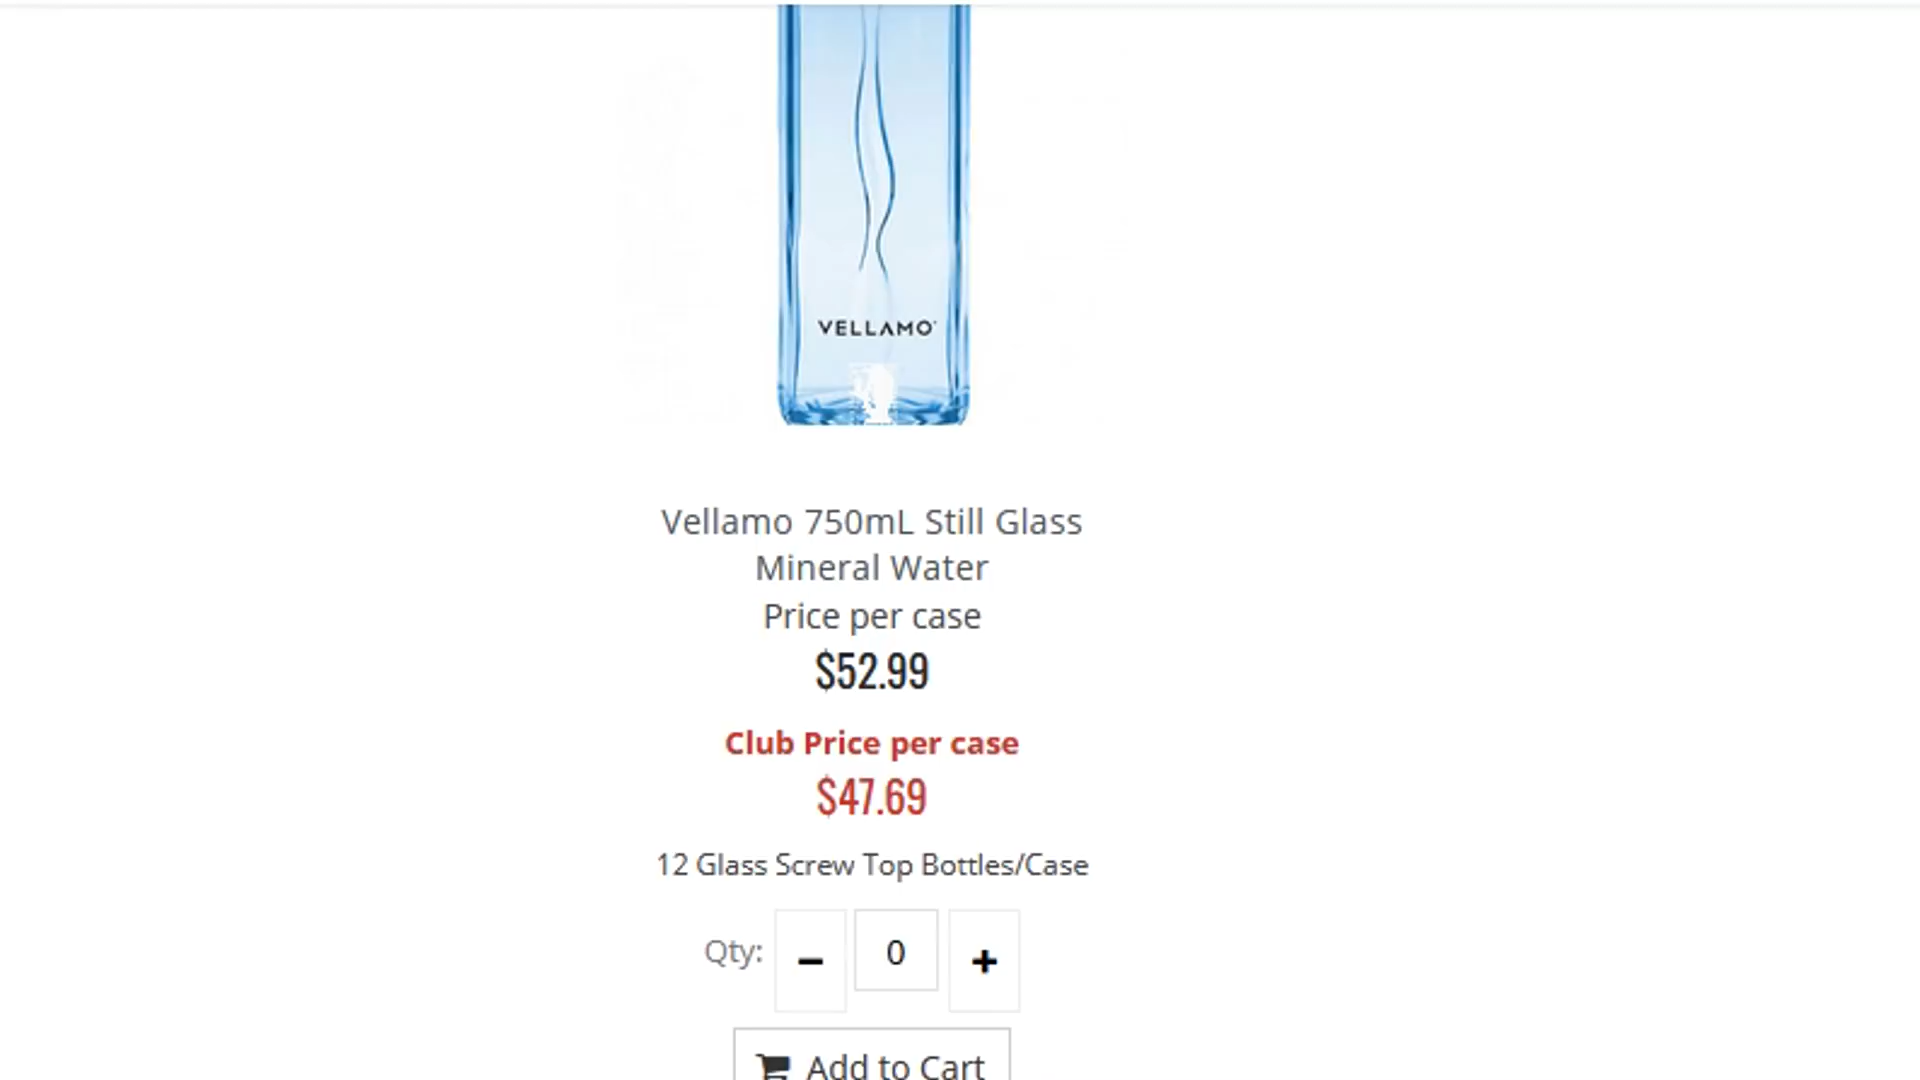 VELLAMO
Vellamo 750mL Still Glass
Mineral Water
Price per case
$52.99
Club Price per case
$47.69
12 Glass Screw Top Bottles/Case
Qty: − 0 +
Add to Cart